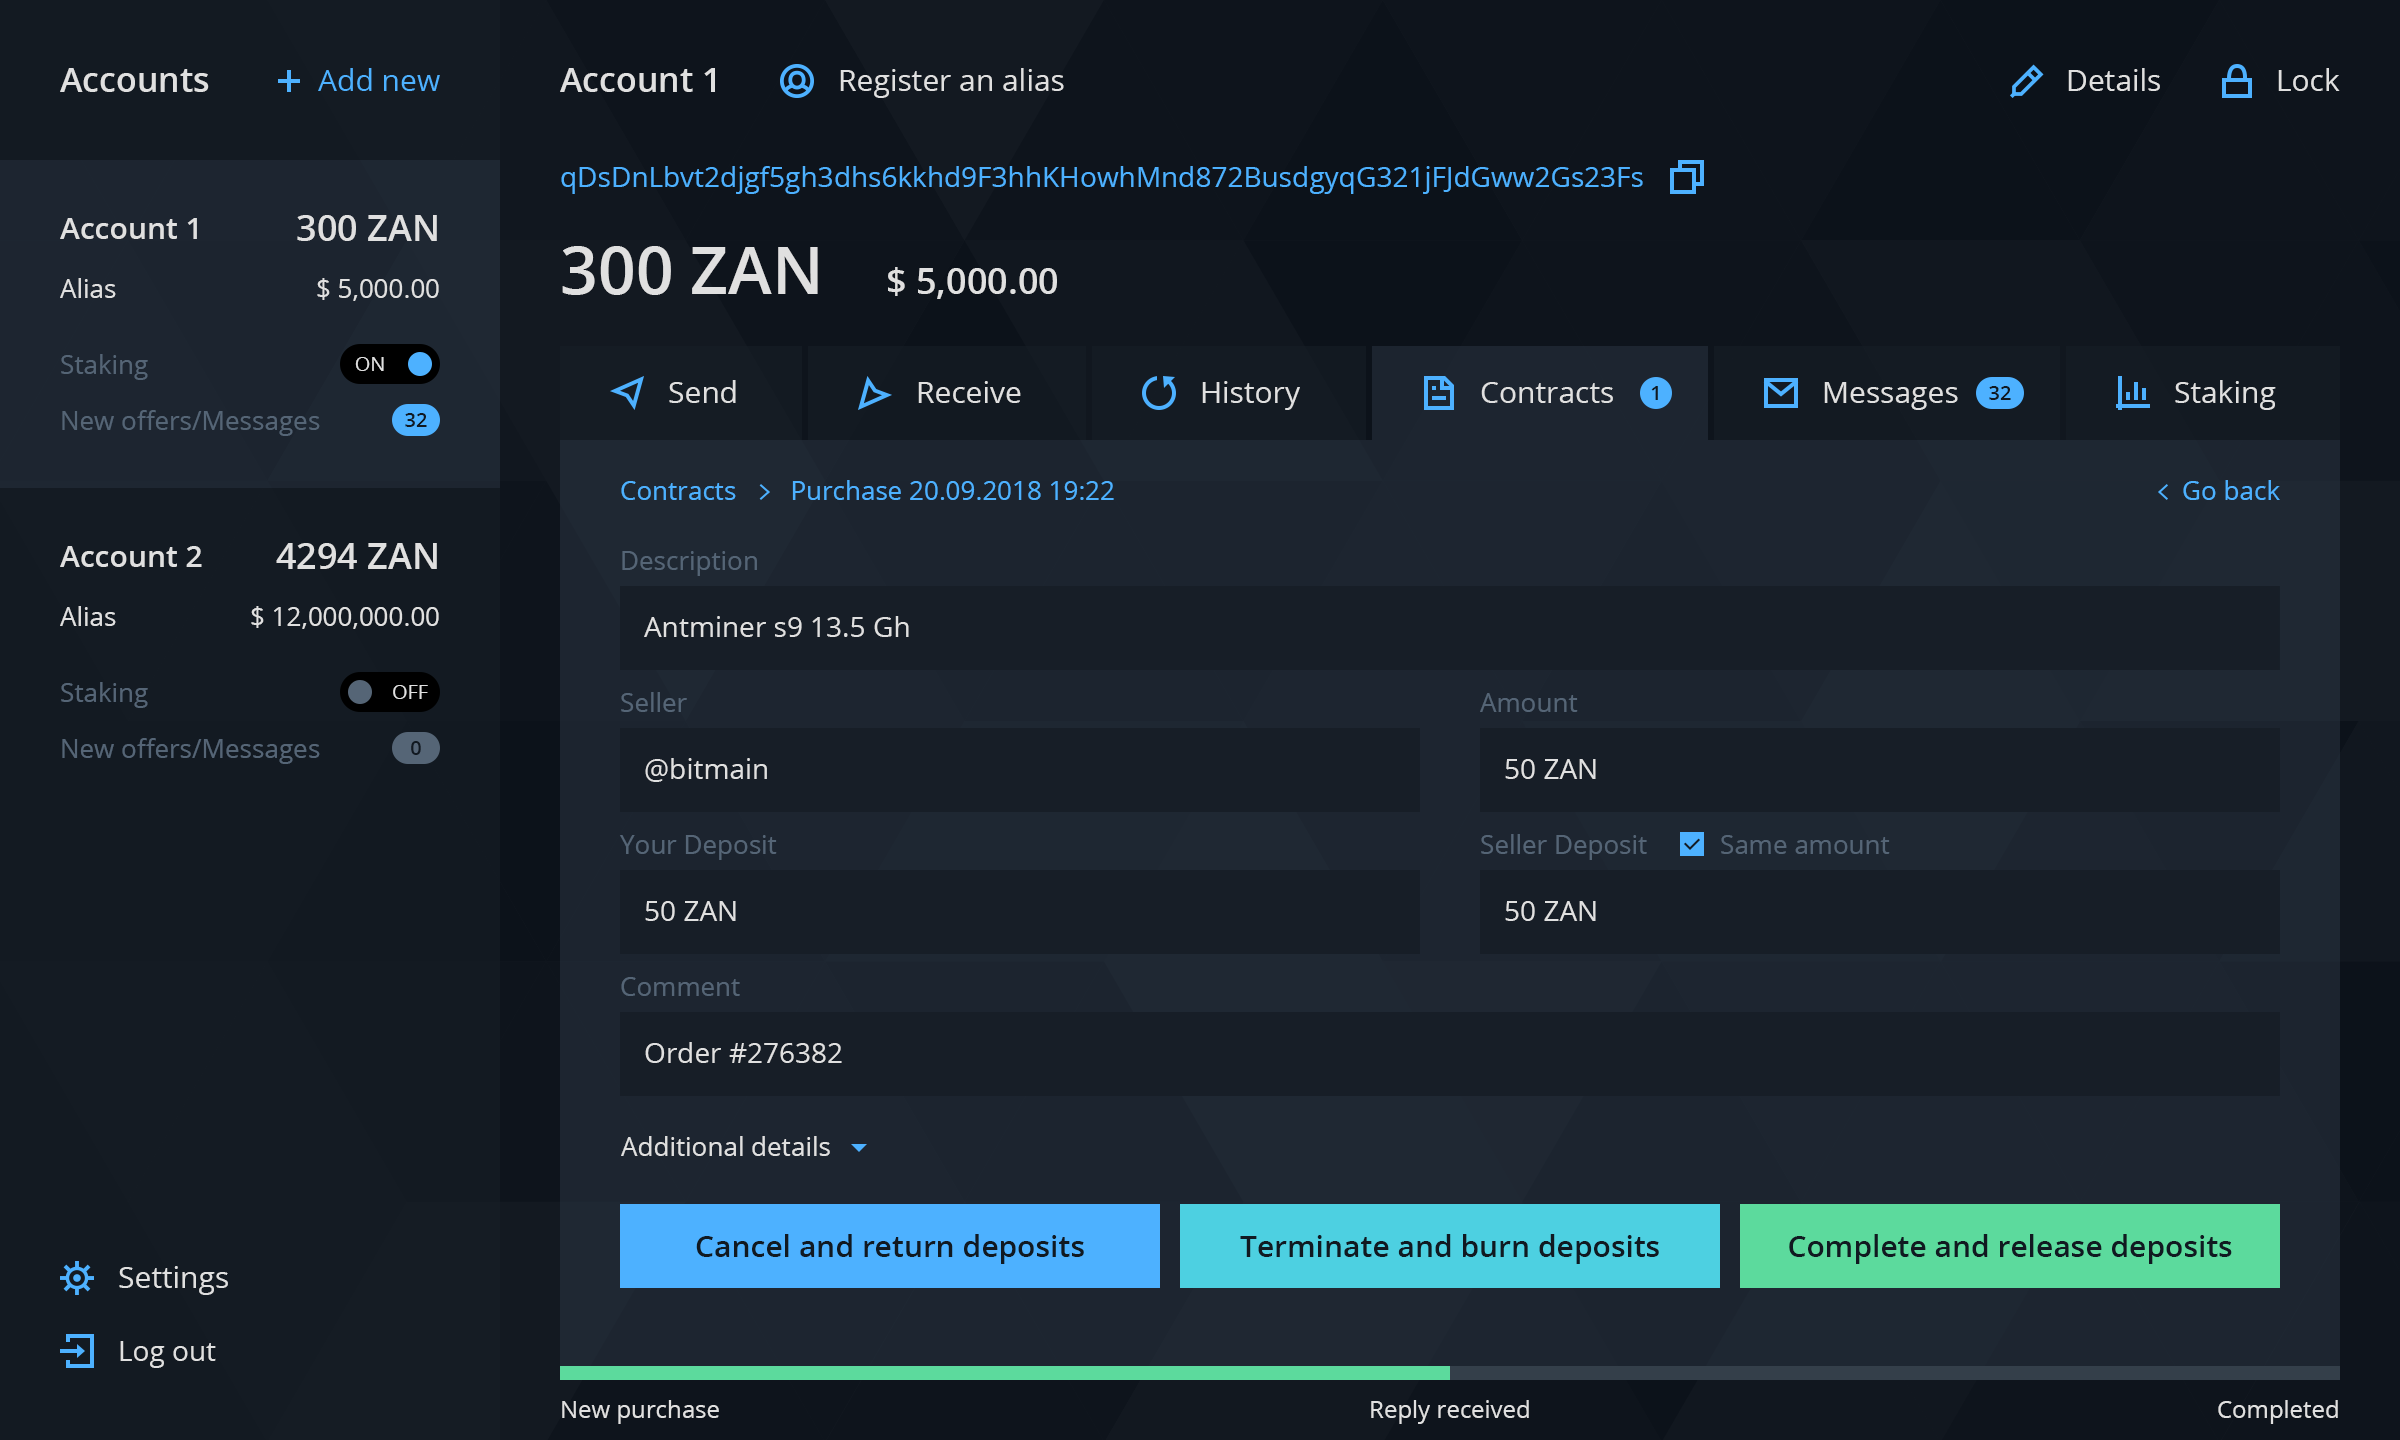 Accounts
Add new
Account 1
300 ZAN
Alias
$ 5,000.00
Staking
ON
New offers/Messages
32
Account 2
4294 ZAN
Alias
$ 12,000,000.00
Staking
OFF
New offers/Messages
0
Settings
Log out
Account 1
Register an alias
Details
Lock
qDsDnLbvt2djgf5gh3dhs6kkhd9F3hhKHowhMnd872BusdgyqG321jFJdGww2Gs23Fs
300 ZAN
$ 5,000.00
Send
Receive
History
Contracts
1
Messages
32
Staking
Contracts > Purchase 20.09.2018 19:22
< Go back
Description
Antminer s9 13.5 Gh
Seller
@bitmain
Amount
50 ZAN
Your Deposit
50 ZAN
Seller Deposit
Same amount
50 ZAN
Comment
Order #276382
Additional details
Cancel and return deposits
Terminate and burn deposits
Complete and release deposits
New purchase
Reply received
Completed